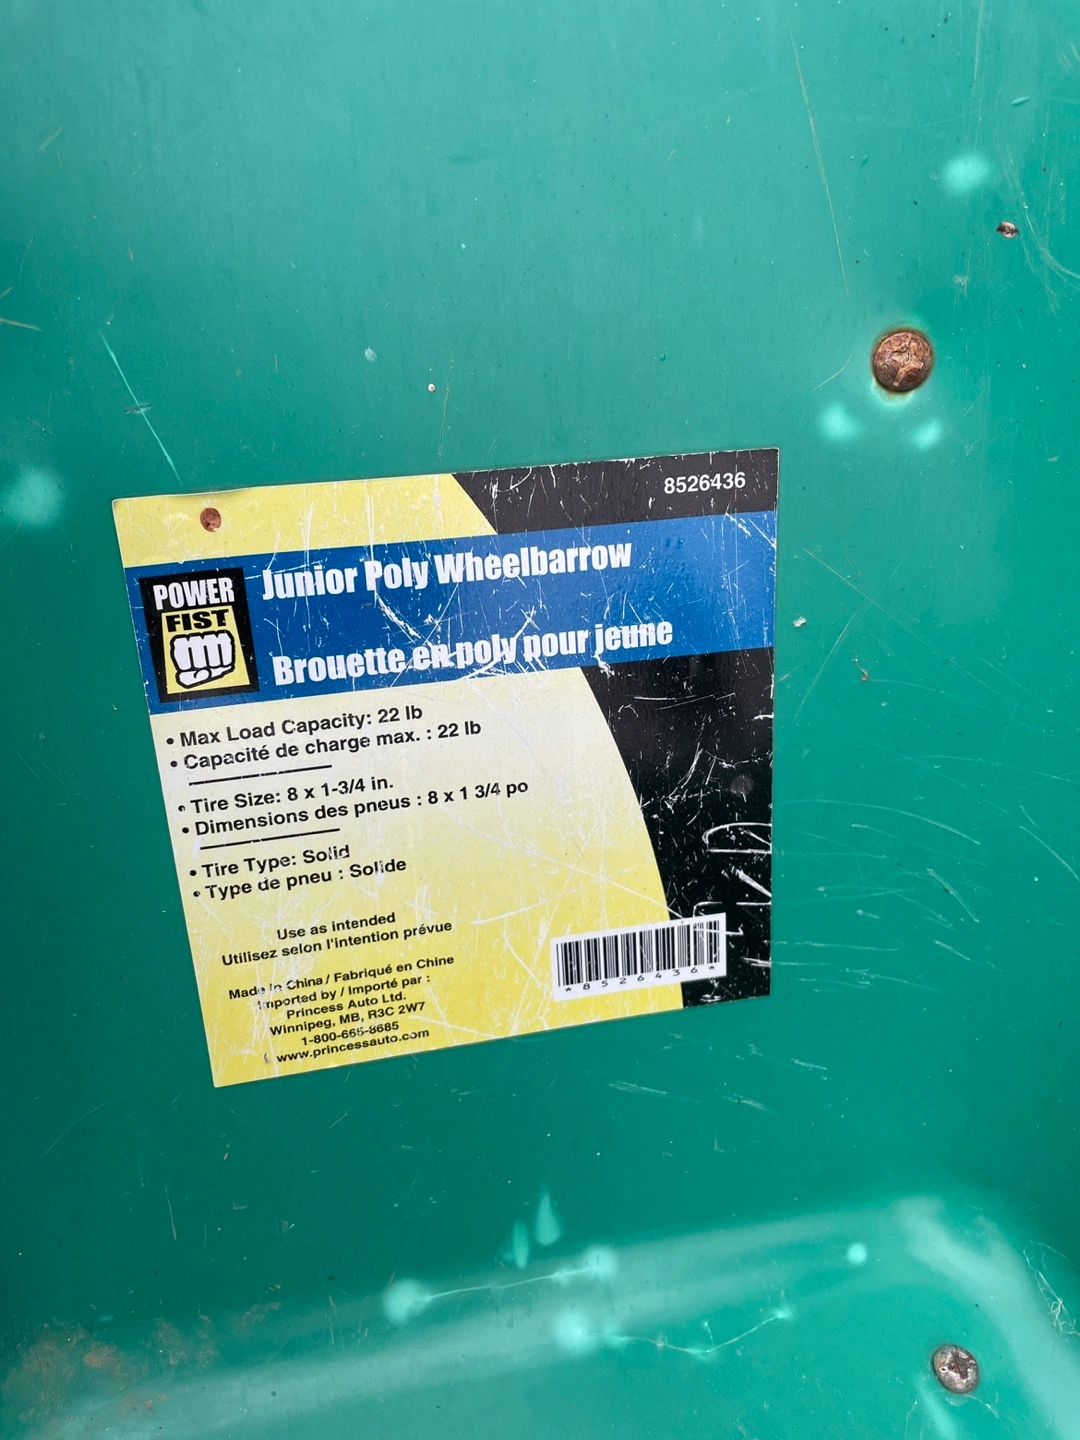 8526436
POWER
FIST
Junior Poly Wheelbarrow
Brouette en poly pour jeune
• Max Load Capacity: 22 lb
• Capacité de charge max. : 22 lb
• Tire Size: 8 x 1-3/4 in.
• Dimensions des pneus : 8 x 1 3/4 po
• Tire Type: Solid
• Type de pneu : Solide
Use as intended
Utilisez selon l'intention prévue
Made in China / Fabriqué en Chine
Imported by / Importé par :
Princess Auto Ltd.
Winnipeg, MB, R3C 2W7
1-800-665-8685
www.princessauto.com
*8526436*